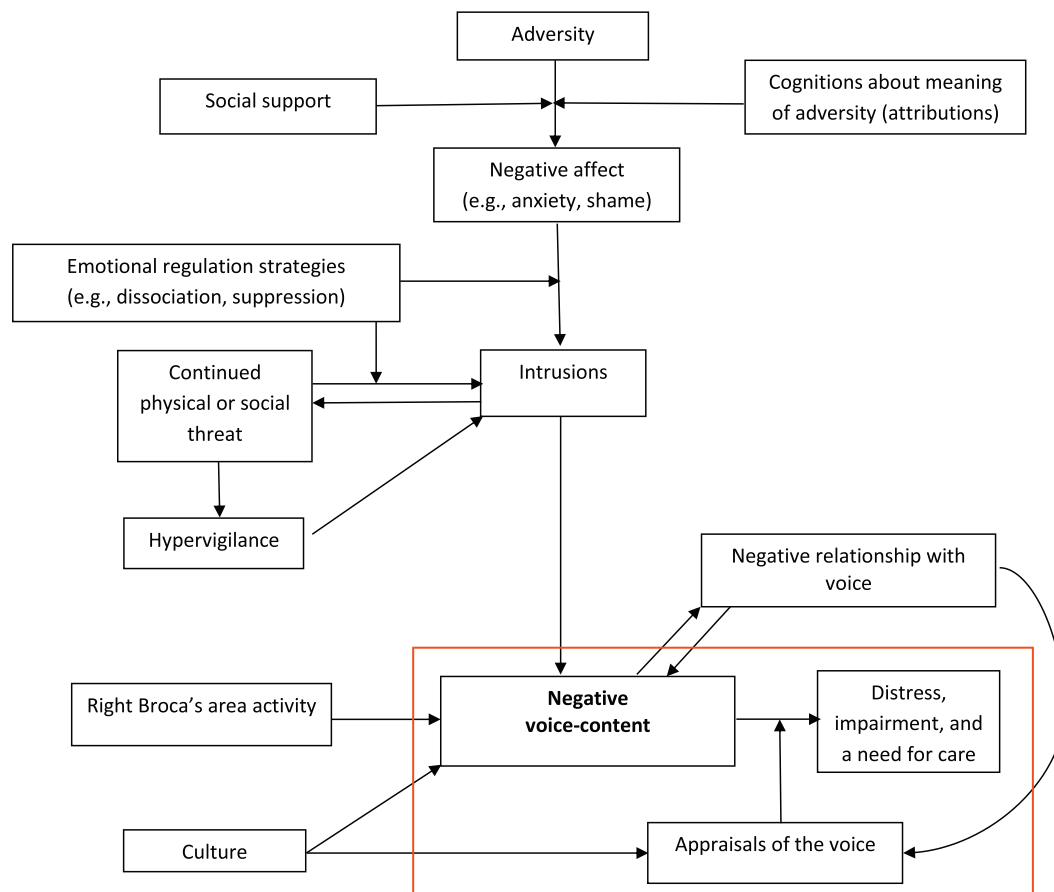 Adversity
Social support
Cognitions about meaning
of adversity (attributions)
Negative affect
(e.g., anxiety, shame)
Emotional regulation strategies
(e.g., dissociation, suppression)
Continued
physical or social
threat
Intrusions
Hypervigilance
Negative relationship with
voice
Right Broca’s area activity
Negative
voice-content
Distress,
impairment, and
a need for care
Culture
Appraisals of the voice